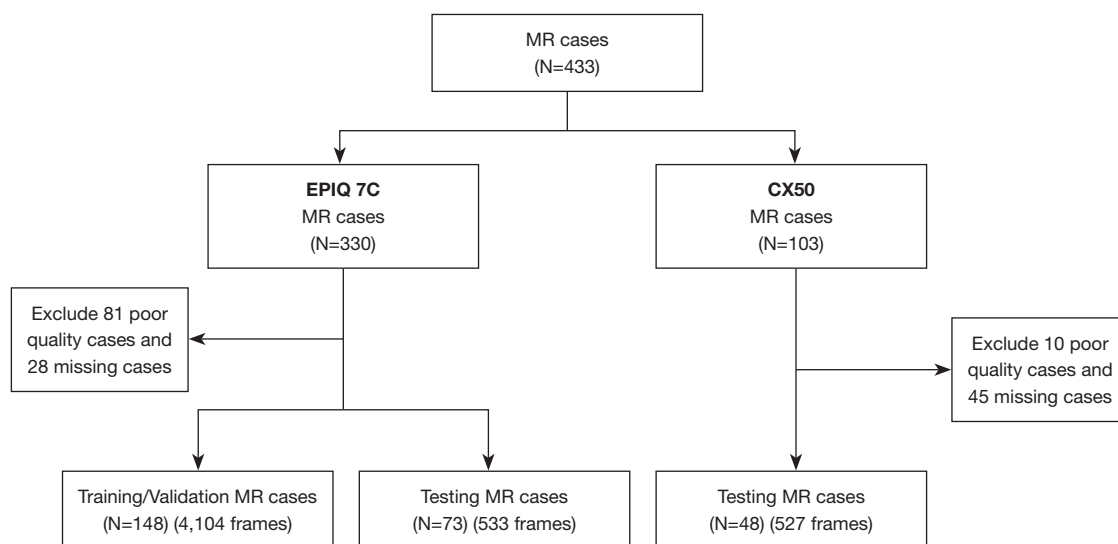 MR cases
(N=433)
EPIQ 7C
MR cases
(N=330)
CX50
MR cases
(N=103)
Exclude 81 poor
quality cases and
28 missing cases
Exclude 10 poor
quality cases and
45 missing cases
Training/Validation MR cases
(N=148) (4,104 frames)
Testing MR cases
(N=73) (533 frames)
Testing MR cases
(N=48) (527 frames)